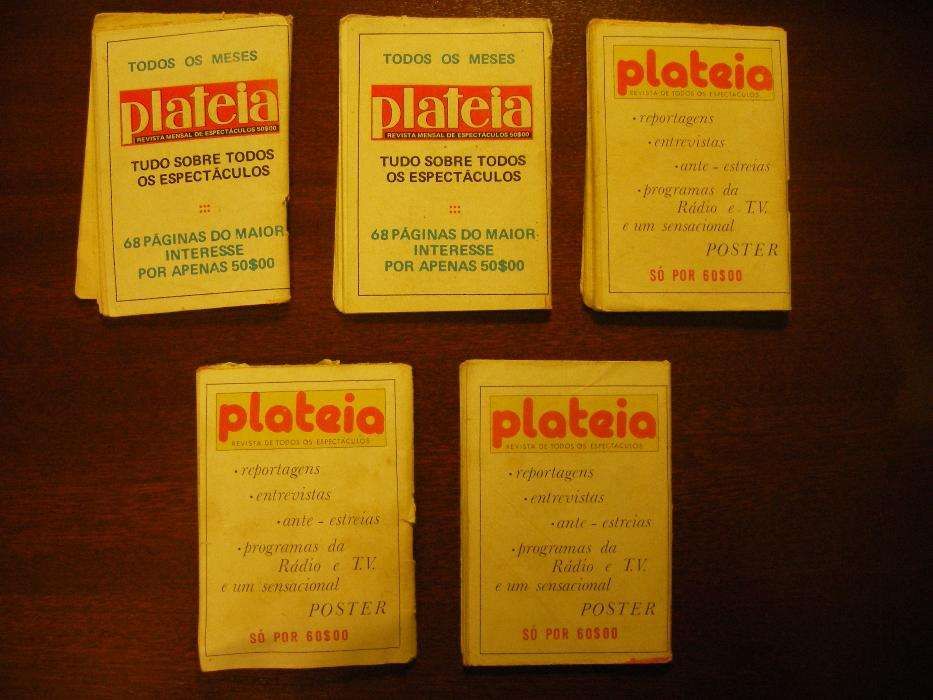 TODOS OS MESES
plateia
REVISTA MENSAL DE ESPECTÁCULOS 50$00
TUDO SOBRE TODOS
OS ESPECTÁCULOS
68 PÁGINAS DO MAIOR
INTERESSE
POR APENAS 50$00
TODOS OS MESES
plateia
REVISTA MENSAL DE ESPECTÁCULOS 50$00
TUDO SOBRE TODOS
OS ESPECTÁCULOS
68 PÁGINAS DO MAIOR
INTERESSE
POR APENAS 50$00
plateia
REVISTA DE TODOS OS ESPECTÁCULOS
• reportagens
• entrevistas
• ante - estreias
• programas da
Rádio e T.V.
e um sensacional
POSTER
SÓ POR 60$00
plateia
REVISTA DE TODOS OS ESPECTÁCULOS
• reportagens
• entrevistas
• ante - estreias
• programas da
Rádio e T.V.
e um sensacional
POSTER
SÓ POR 60$00
plateia
REVISTA DE TODOS OS ESPECTÁCULOS
• reportagens
• entrevistas
• ante - estreias
• programas da
Rádio e T.V.
e um sensacional
POSTER
SÓ POR 60$00